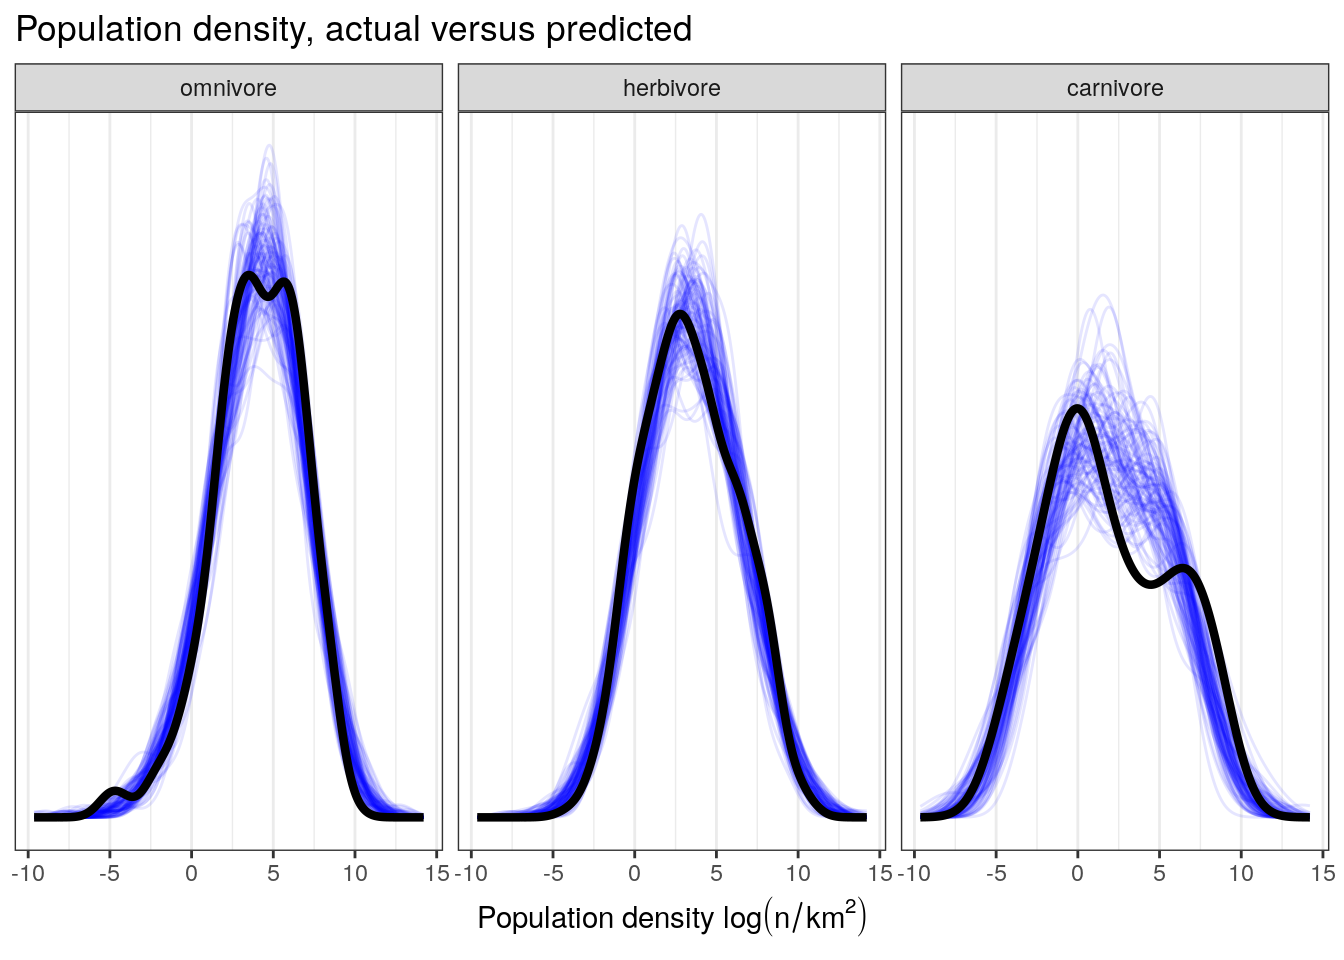 Population density, actual versus predicted
omnivore herbivore carnivore
-10 -5 0 5 10 15 -10 -5 0 5 10 15 -10 -5 0 5 10 15
Population density log(n/km²)